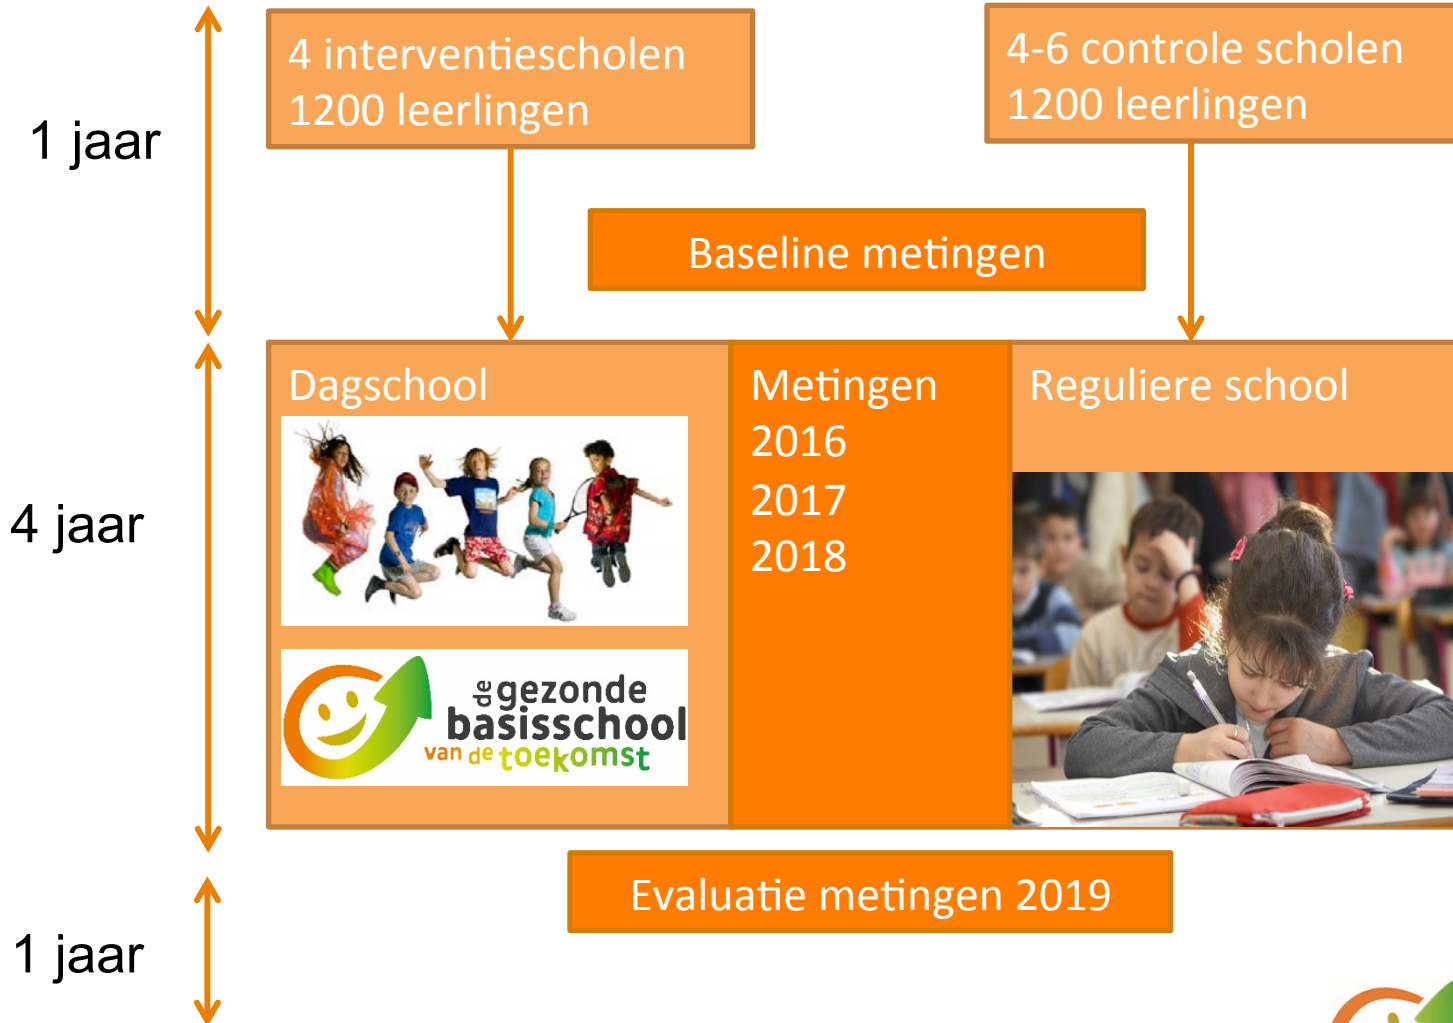 1 jaar
4 interventiescholen
1200 leerlingen
4-6 controle scholen
1200 leerlingen
Baseline metingen
4 jaar
Dagschool
de gezonde
basisschool
van de toekomst
Metingen
2016
2017
2018
Reguliere school
Evaluatie metingen 2019
1 jaar